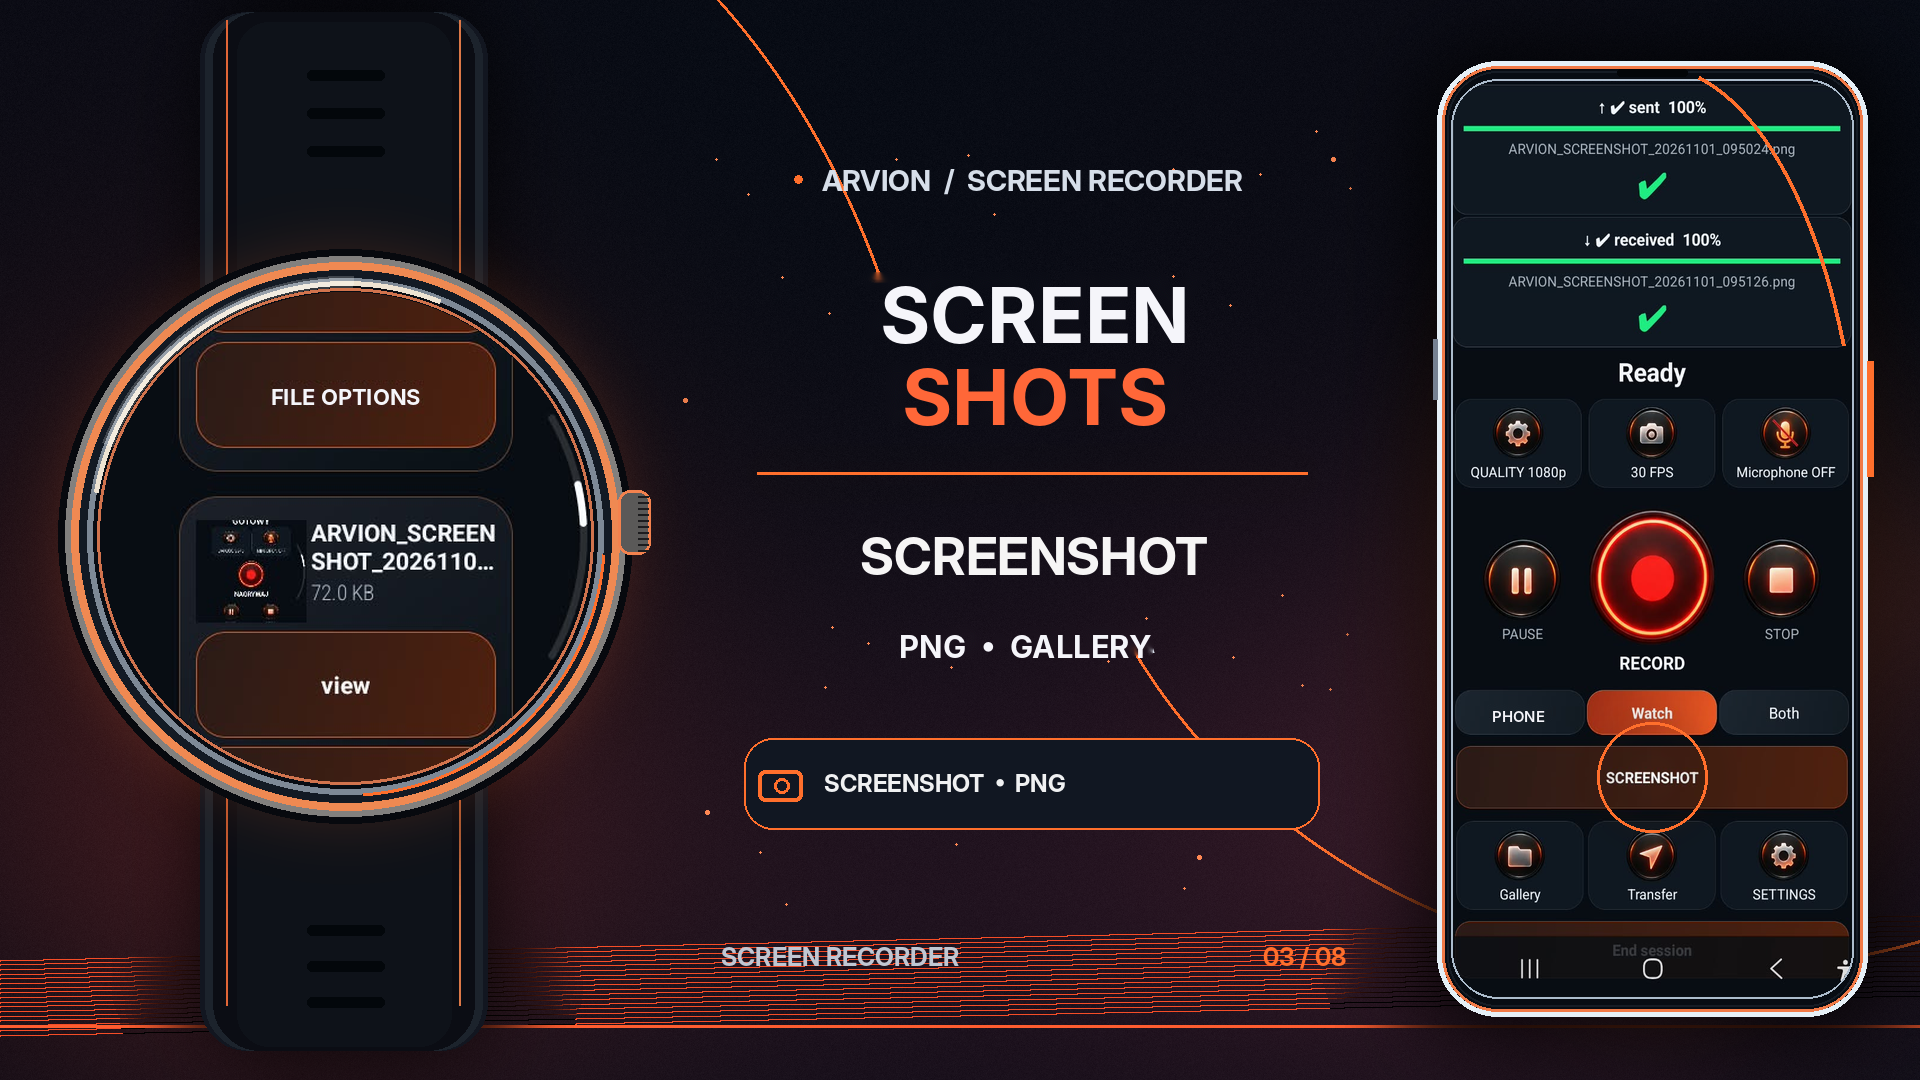 FILE OPTIONS
GOTOWY
ARVION_SCREEN
SHOT_2026110...
72.0 KB
NAGRYWAJ
view
ARVION / SCREEN RECORDER
SCREEN
SHOTS
SCREENSHOT
PNG • GALLERY
SCREENSHOT • PNG
SCREEN RECORDER
03 / 08
↑ ✔ sent 100%
ARVION_SCREENSHOT_20261101_095024.png
↓ ✔ received 100%
ARVION_SCREENSHOT_20261101_095126.png
Ready
QUALITY 1080p
30 FPS
Microphone OFF
PAUSE
STOP
RECORD
PHONE
Watch
Both
SCREENSHOT
Gallery
Transfer
SETTINGS
End session